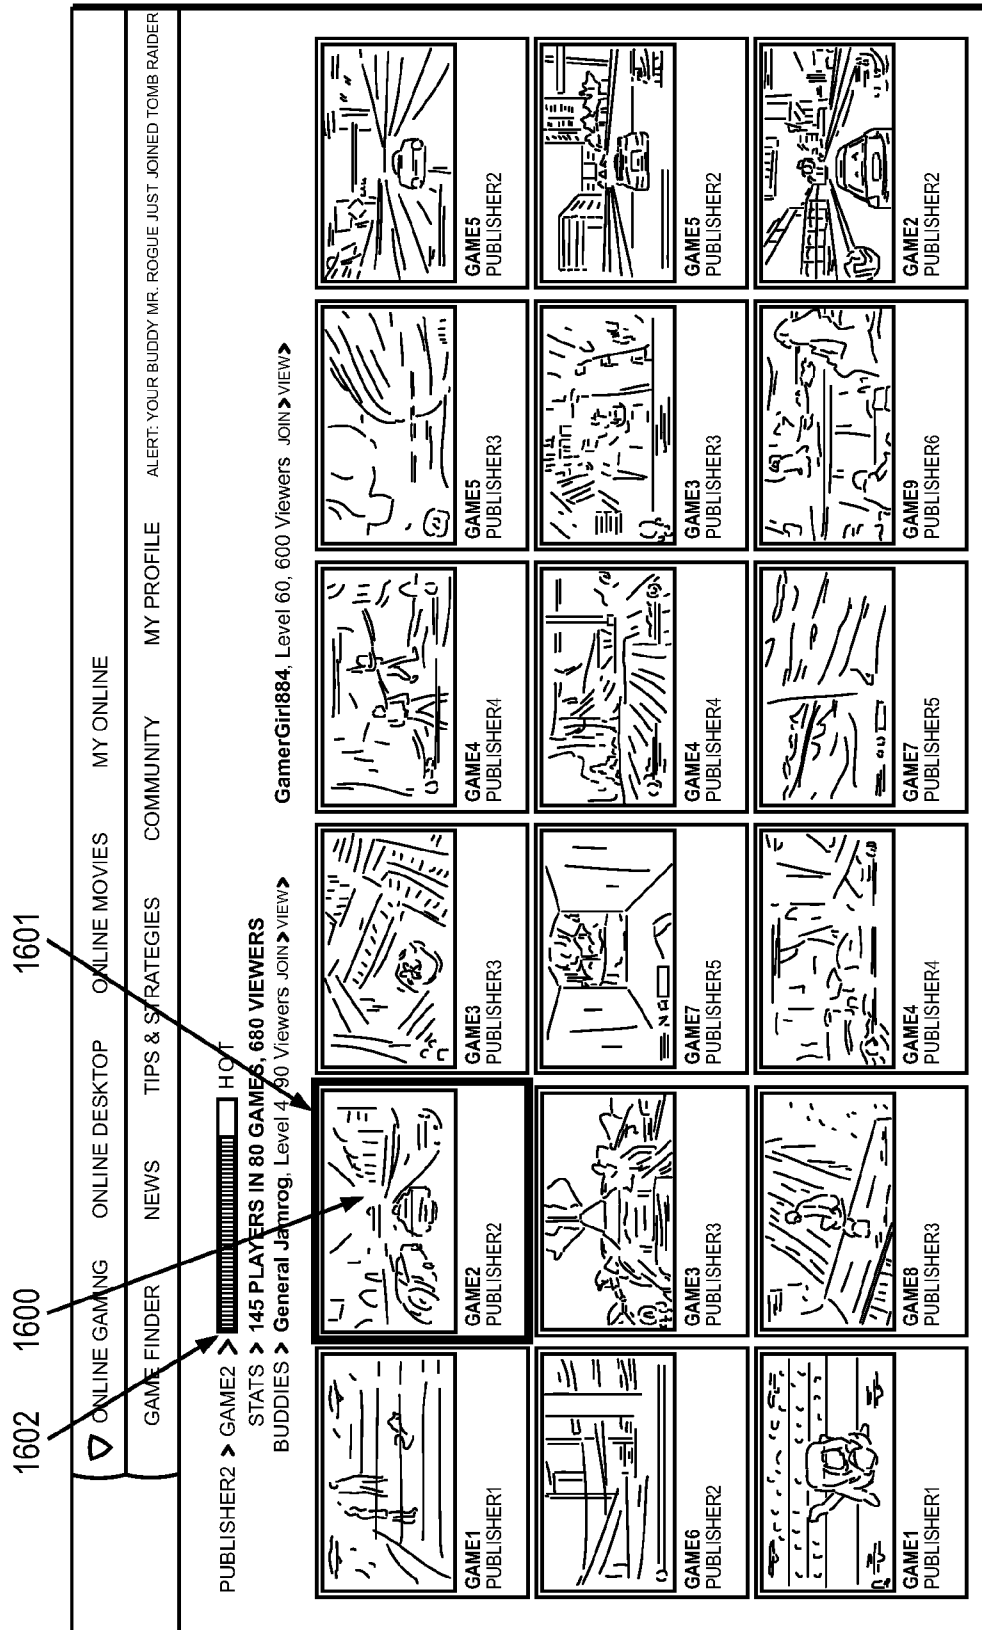 1602
1600
1601
ONLINE GAMING ONLINE DESKTOP ONLINE MOVIES MY ONLINE
GAME FINDER NEWS TIPS & STRATEGIES COMMUNITY MY PROFILE ALERT: YOUR BUDDY MR. ROGUE JUST JOINED TOMB RAIDER
PUBLISHER2 > GAME2 > HOT
STATS > 145 PLAYERS IN 80 GAMES, 680 VIEWERS
BUDDIES > General Jamrog, Level 4, 90 Viewers JOIN>VIEW> GamerGirl884, Level 60, 600 Viewers JOIN>VIEW>
GAME1 GAME2 GAME3 GAME4 GAME5 GAME5
PUBLISHER1 PUBLISHER2 PUBLISHER3 PUBLISHER4 PUBLISHER3 PUBLISHER2
GAME6 GAME3 GAME7 GAME4 GAME3 GAME5
PUBLISHER2 PUBLISHER3 PUBLISHER5 PUBLISHER4 PUBLISHER3 PUBLISHER2
GAME1 GAME8 GAME4 GAME7 GAME9 GAME2
PUBLISHER1 PUBLISHER3 PUBLISHER4 PUBLISHER5 PUBLISHER6 PUBLISHER2